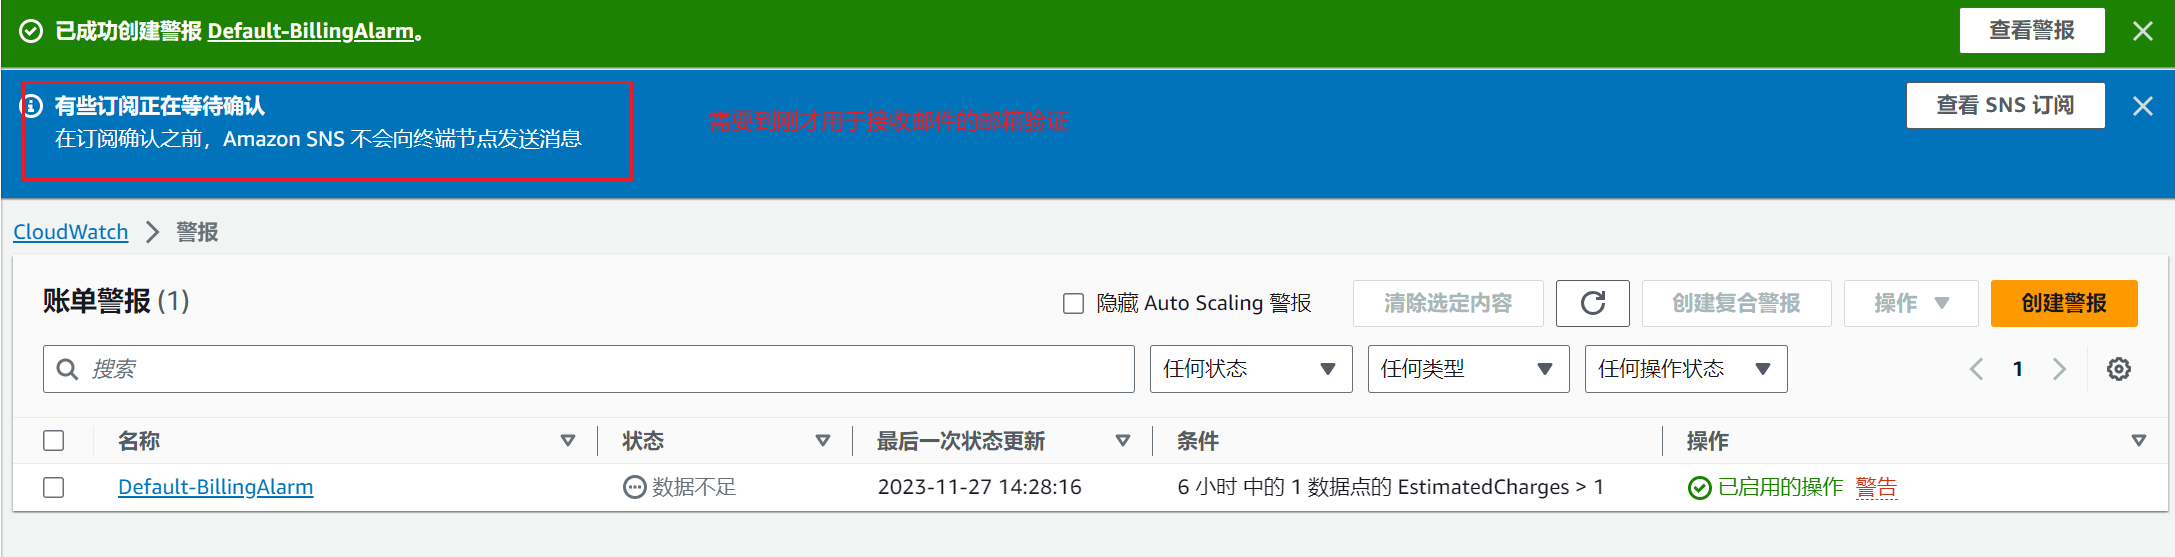 已成功创建警报 Default-BillingAlarm。
查看警报
有些订阅正在等待确认
在订阅确认之前，Amazon SNS 不会向终端节点发送消息
需要到刚才用于接收邮件的邮箱验证
查看 SNS 订阅
CloudWatch > 警报
账单警报 (1)
隐藏 Auto Scaling 警报
清除选定内容
创建复合警报
操作
创建警报
搜索
任何状态
任何类型
任何操作状态
1
名称 状态 最后一次状态更新 条件 操作
Default-BillingAlarm 数据不足 2023-11-27 14:28:16 6 小时 中的 1 数据点的 EstimatedCharges > 1 已启用的操作 警告